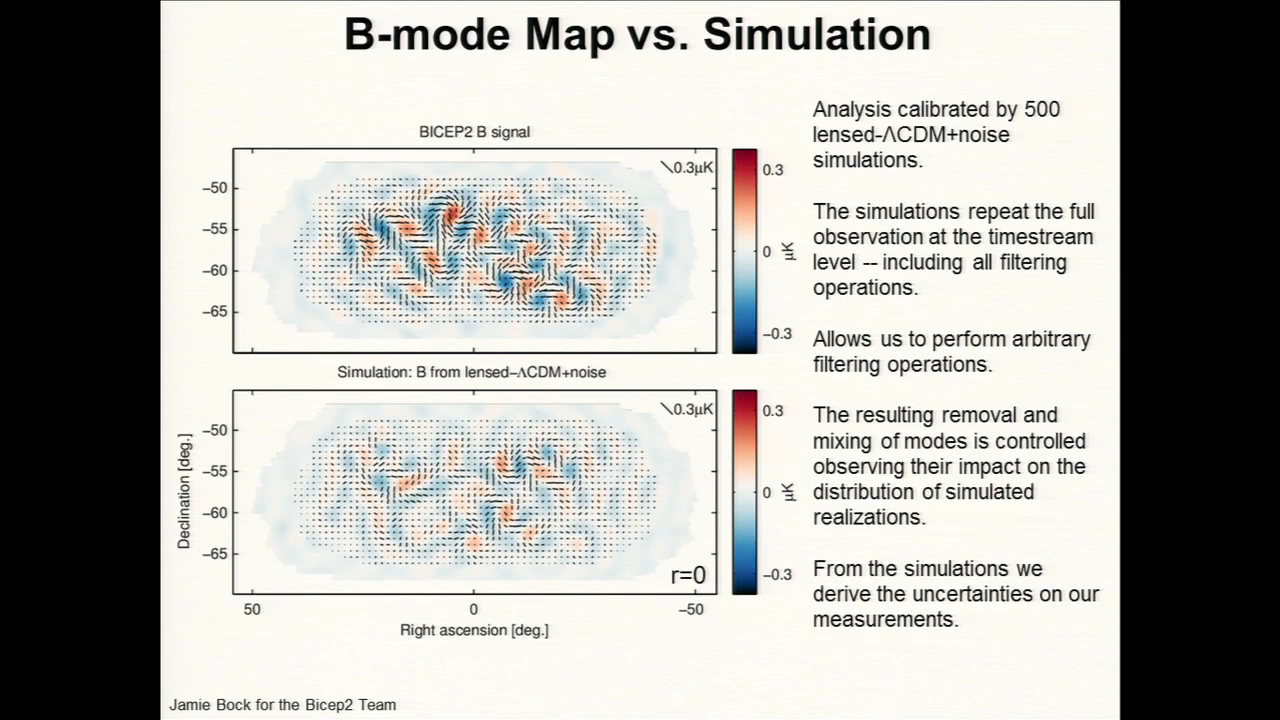 B-mode Map vs. Simulation
BICEP2 B signal
0.3μK
−50
−55
−60
−65
0.3
0
−0.3
μK
Simulation: B from lensed−ΛCDM+noise
0.3μK
−50
−55
−60
−65
Declination [deg.]
r=0
0.3
0
−0.3
μK
50
0
−50
Right ascension [deg.]
Analysis calibrated by 500
lensed-ΛCDM+noise
simulations.
The simulations repeat the full
observation at the timestream
level -- including all filtering
operations.
Allows us to perform arbitrary
filtering operations.
The resulting removal and
mixing of modes is controlled
observing their impact on the
distribution of simulated
realizations.
From the simulations we
derive the uncertainties on our
measurements.
Jamie Bock for the Bicep2 Team